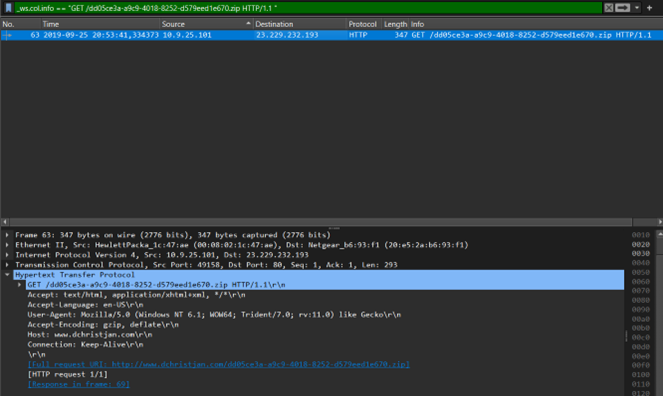 _ws.col.info == "GET /dd05ce3a-a9c9-4018-8252-d579eed1e670.zip HTTP/1.1 "
No. Time Source Destination Protocol Length Info
63 2019-09-25 20:53:41,334373 10.9.25.101 23.229.232.193 HTTP 347 GET /dd05ce3a-a9c9-4018-8252-d579eed1e670.zip HTTP/1.1
Frame 63: 347 bytes on wire (2776 bits), 347 bytes captured (2776 bits)
Ethernet II, Src: HewlettPacka_1c:47:ae (00:08:02:1c:47:ae), Dst: Netgear_b6:93:f1 (20:e5:2a:b6:93:f1)
Internet Protocol Version 4, Src: 10.9.25.101, Dst: 23.229.232.193
Transmission Control Protocol, Src Port: 49158, Dst Port: 80, Seq: 1, Ack: 1, Len: 293
Hypertext Transfer Protocol
GET /dd05ce3a-a9c9-4018-8252-d579eed1e670.zip HTTP/1.1\r\n
Accept: text/html, application/xhtml+xml, */*\r\n
Accept-Language: en-US\r\n
User-Agent: Mozilla/5.0 (Windows NT 6.1; WOW64; Trident/7.0; rv:11.0) like Gecko\r\n
Accept-Encoding: gzip, deflate\r\n
Host: www.dchristjan.com\r\n
Connection: Keep-Alive\r\n
\r\n
[Full request URI: http://www.dchristjan.com/dd05ce3a-a9c9-4018-8252-d579eed1e670.zip]
[HTTP request 1/1]
[Response in frame: 69]
0010
0020
0030
0040
0050
0060
0070
0080
0090
00a0
00b0
00c0
00d0
00e0
00f0
0100
0110
0120